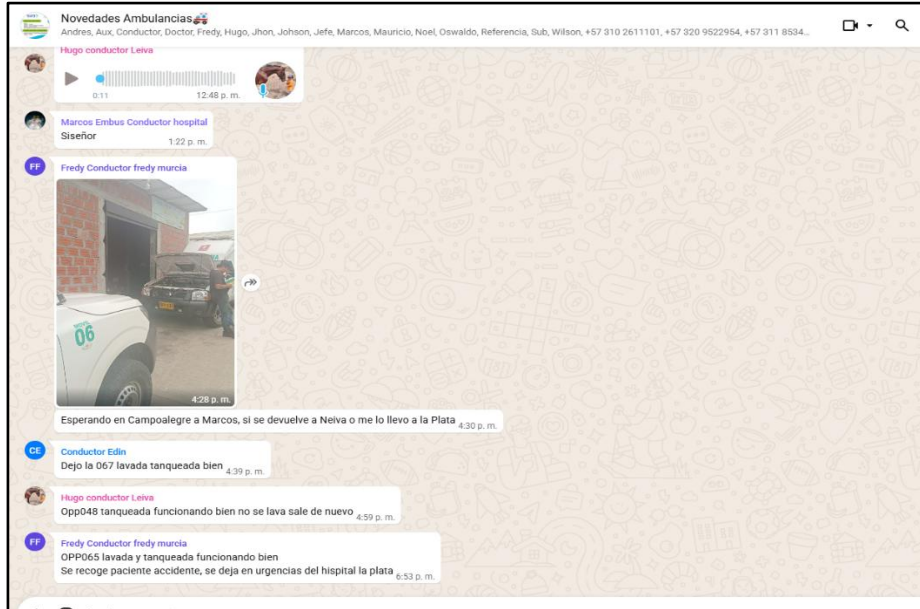 Novedades Ambulancias
Andres, Aux, Conductor, Doctor, Fredy, Hugo, Jhon, Johson, Jefe, Marcos, Mauricio, Noel, Oswaldo, Referencia, Sub, Wilson, +57 310 2611101, +57 320 9522954, +57 311 8534...
Hugo conductor Leiva
0:11 12:48 p. m.
Marcos Embus Conductor hospital
Siseñor
1:22 p. m.
FF
Fredy Conductor fredy murcia
06
4:28 p. m.
Esperando en Campoalegre a Marcos, si se devuelve a Neiva o me lo llevo a la Plata 4:30 p. m.
CE
Conductor Edin
Dejo la 067 lavada tanqueada bien 4:39 p. m.
Hugo conductor Leiva
Opp048 tanqueada funcionando bien no se lava sale de nuevo 4:59 p. m.
FF
Fredy Conductor fredy murcia
OPP065 lavada y tanqueada funcionando bien
Se recoge paciente accidente, se deja en urgencias del hispital la plata 6:53 p. m.